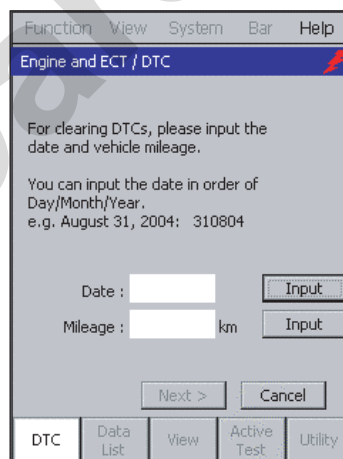 Function View System Bar Help
Engine and ECT / DTC
For clearing DTCs, please input the
date and vehicle mileage.
You can input the date in order of
Day/Month/Year.
e.g. August 31, 2004: 310804
Date : Input
Mileage : km Input
Next > Cancel
DTC Data List View Active Test Utility